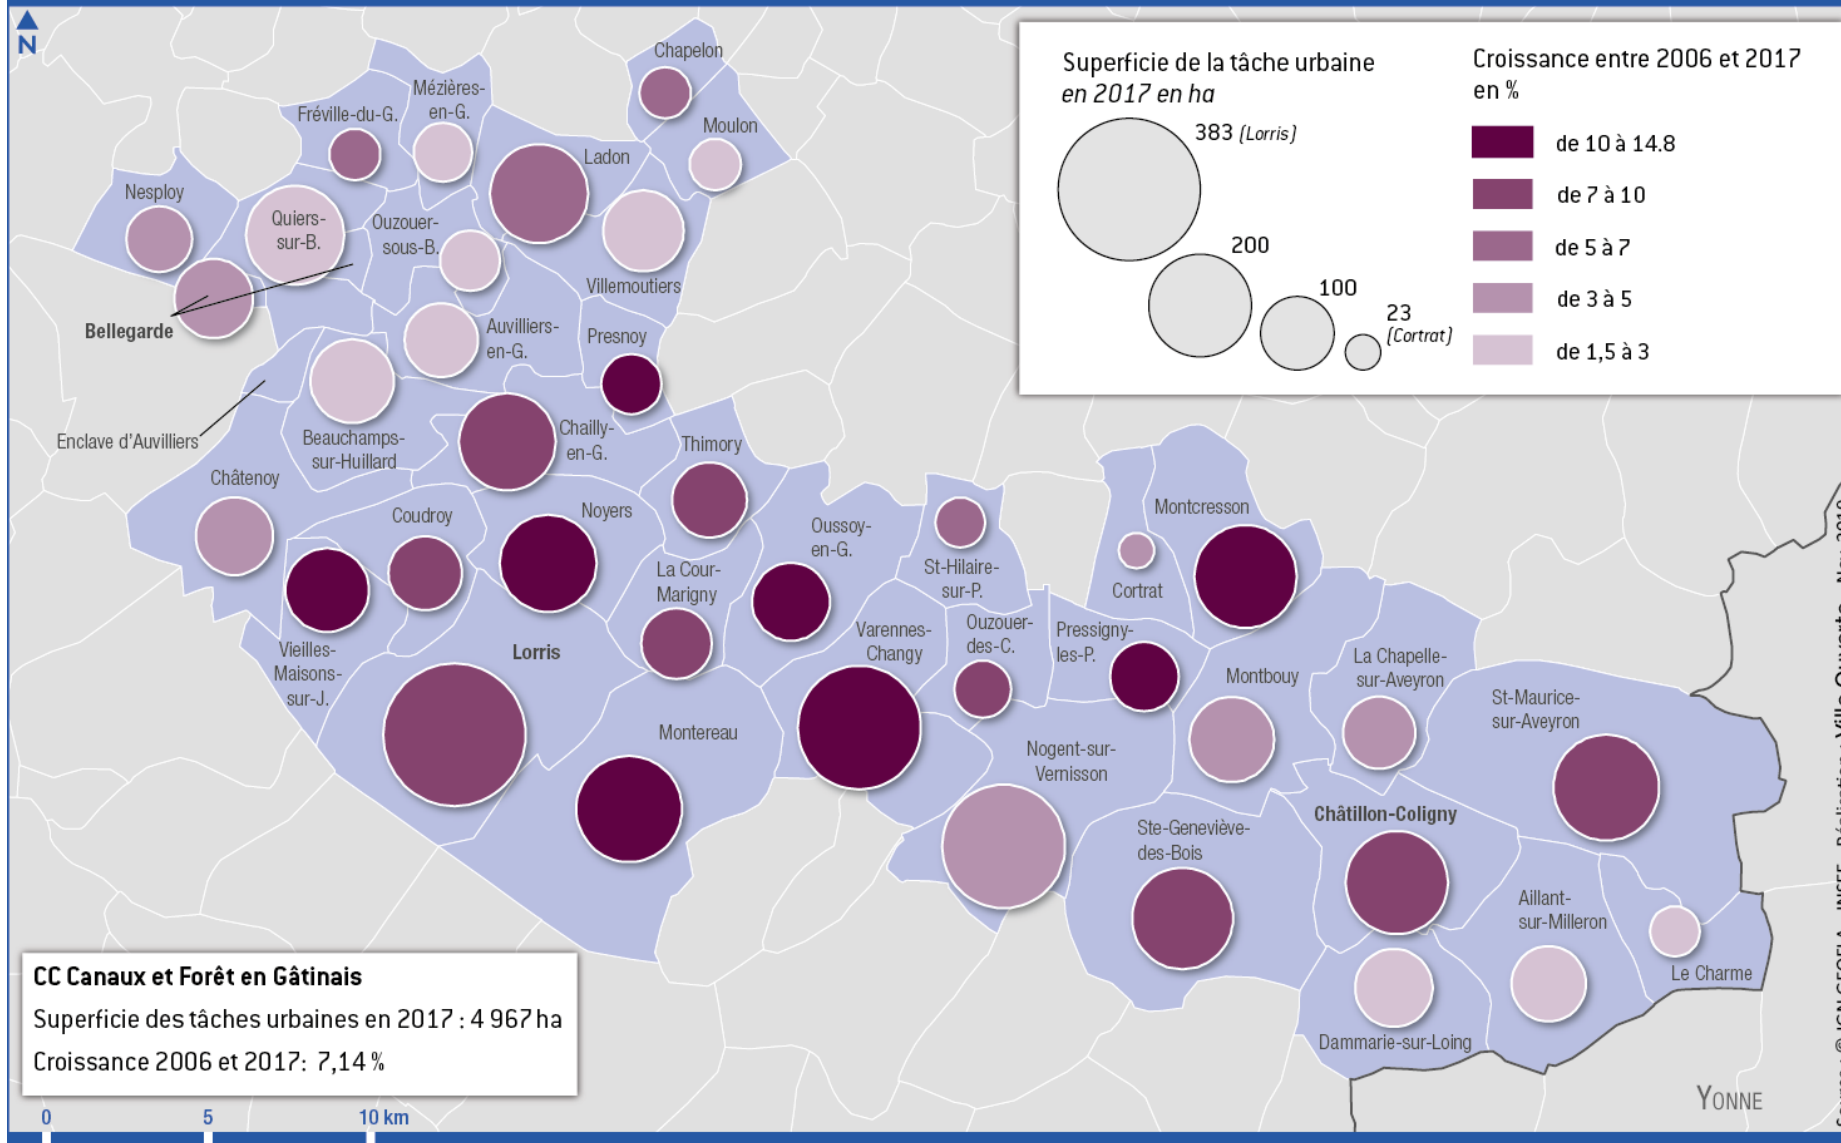 N
Chapelon
Mézières-
en-G.
Fréville-du-G.
Moulon
Ladon
Nesploy
Quiers-
sur-B.
Ouzouer-
sous-B.
Villemoutiers
Bellegarde
Auvilliers-
en-G.
Presnoy
Enclave d'Auvilliers
Beauchamps-
sur-Huillard
Chailly-
en-G.
Thimory
Châtenoy
Coudroy
Noyers
Oussoy-
en-G.
Montcresson
La Cour-
Marigny
St-Hilaire-
sur-P.
Cortrat
Vieilles-
Maisons-
sur-J.
Lorris
Varennes-
Changy
Ouzouer-
des-C.
Pressigny-
les-P.
Montbouy
La Chapelle-
sur-Aveyron
St-Maurice-
sur-Aveyron
Montereau
Nogent-sur-
Vernisson
Ste-Geneviève-
des-Bois
Châtillon-Coligny
Aillant-
sur-Milleron
Le Charme
Dammarie-sur-Loing
YONNE
Superficie de la tâche urbaine
en 2017 en ha
383 (Lorris)
200
100
23
(Cortrat)
Croissance entre 2006 et 2017
en %
de 10 à 14.8
de 7 à 10
de 5 à 7
de 3 à 5
de 1,5 à 3
CC Canaux et Forêt en Gâtinais
Superficie des tâches urbaines en 2017 : 4 967 ha
Croissance 2006 et 2017: 7,14 %
0 5 10 km